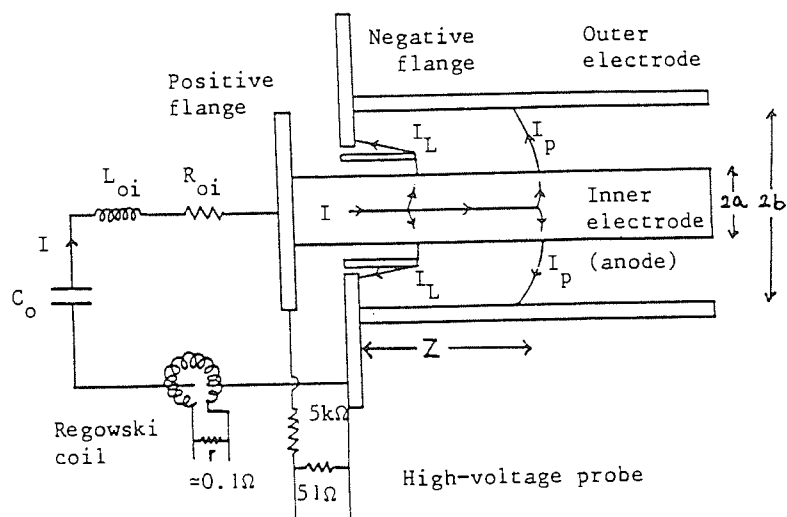 Negative
flange
Outer
electrode
Positive
flange
I_L
I_p
L_oi
R_oi
I
Inner
electrode
(anode)
2a
2b
I
C_o
I_L
I_p
Z
Regowski
coil
r
≃0.1Ω
5kΩ
51Ω
High-voltage probe